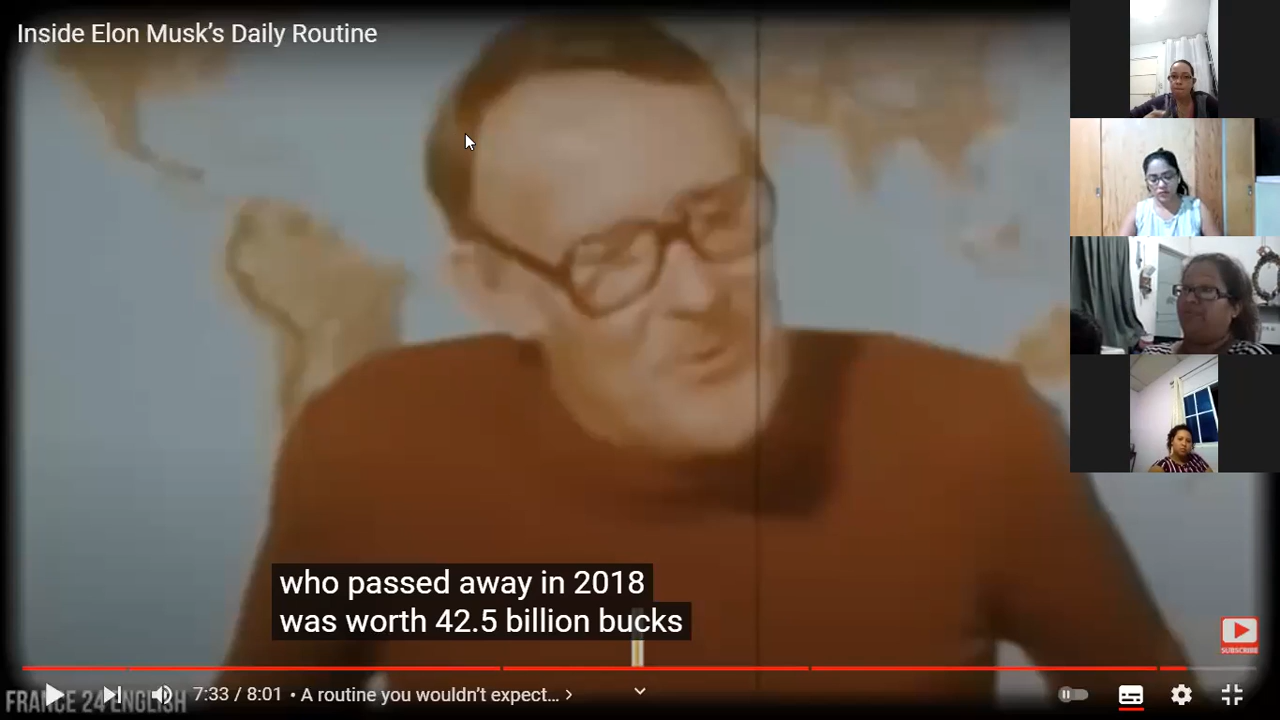 Inside Elon Musk’s Daily Routine
who passed away in 2018
was worth 42.5 billion bucks
SUBSCRIBE
7:33 / 8:01 • A routine you wouldn’t expect... ›
FRANCE 24 ENGLISH